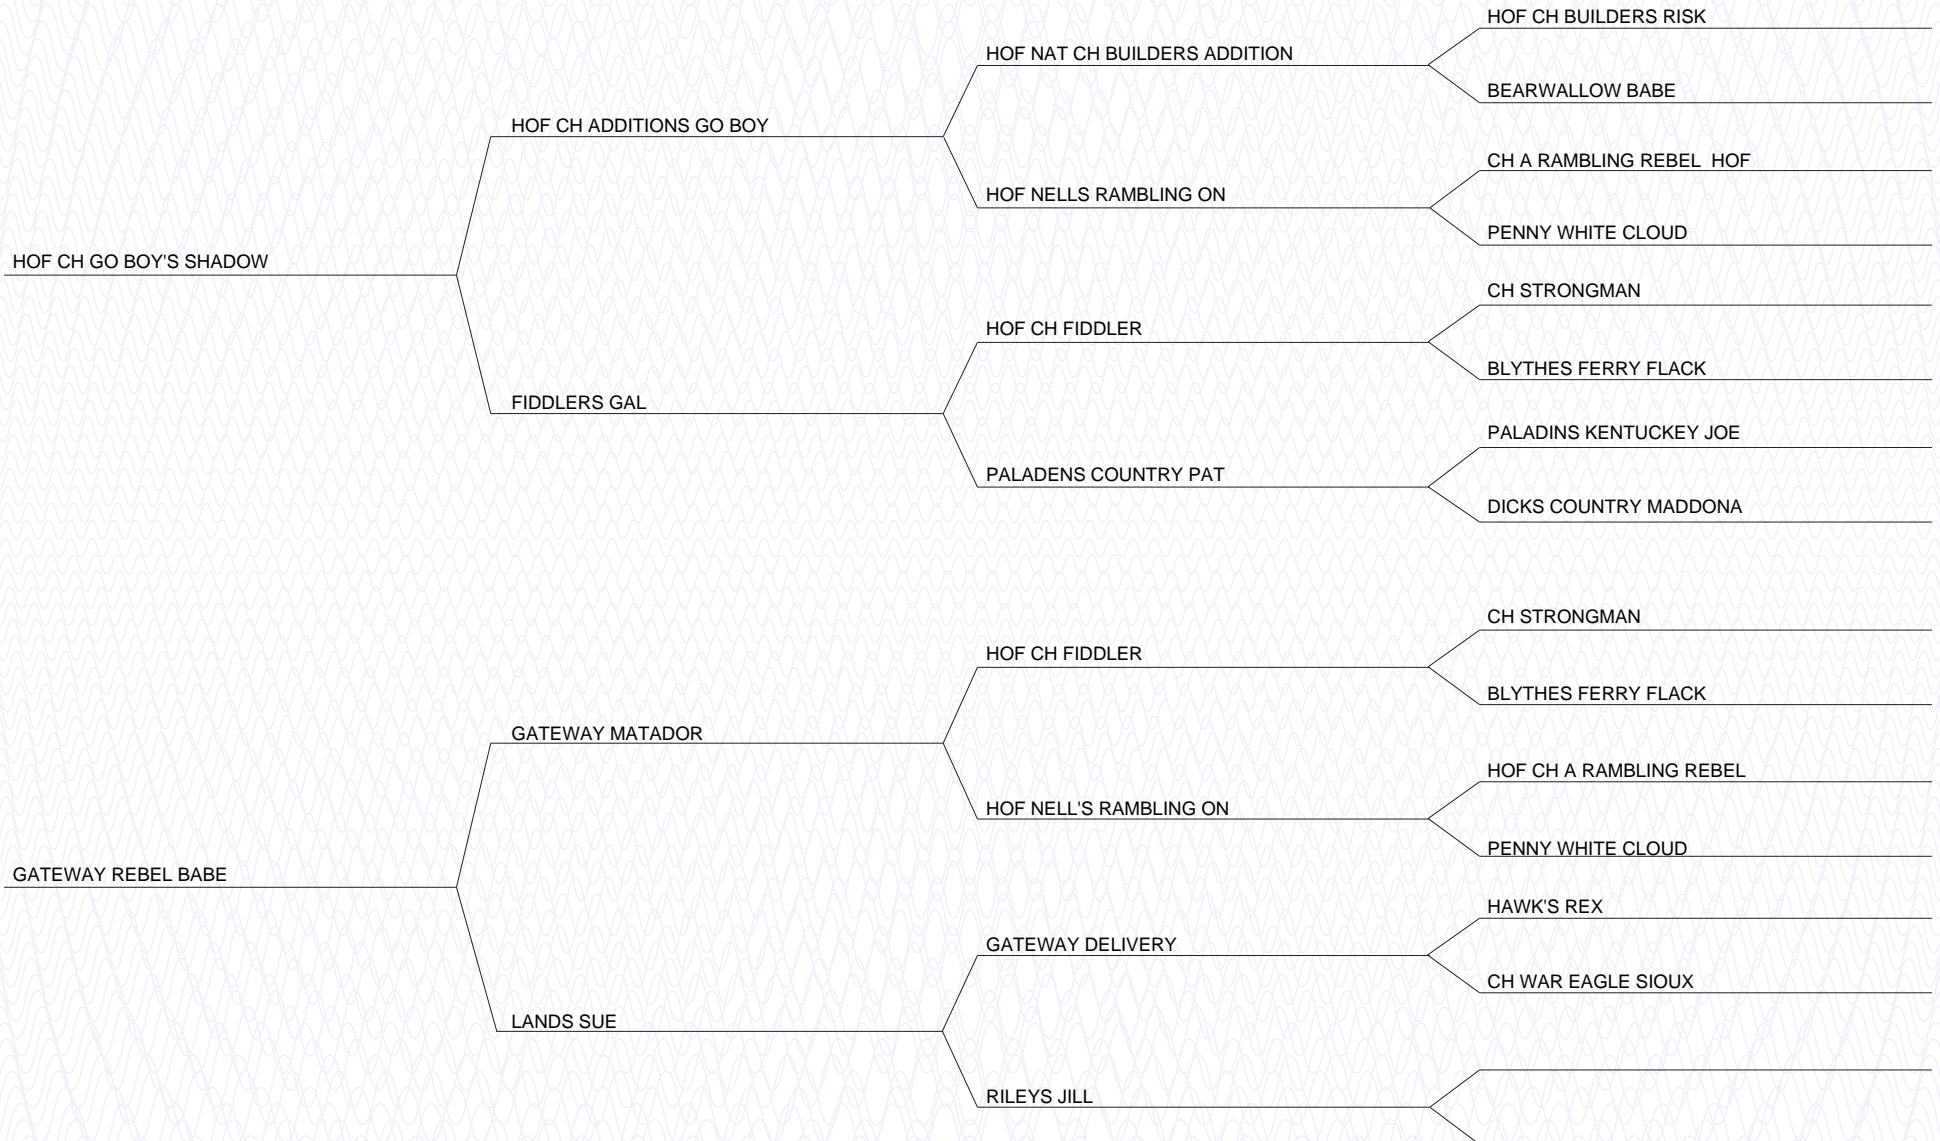 HOF CH BUILDERS RISK
HOF NAT CH BUILDERS ADDITION
BEARWALLOW BABE
HOF CH ADDITIONS GO BOY
CH A RAMBLING REBEL  HOF
HOF NELLS RAMBLING ON
PENNY WHITE CLOUD
HOF CH GO BOY'S SHADOW
CH STRONGMAN
HOF CH FIDDLER
BLYTHES FERRY FLACK
FIDDLERS GAL
PALADINS KENTUCKEY JOE
PALADENS COUNTRY PAT
DICKS COUNTRY MADDONA
CH STRONGMAN
HOF CH FIDDLER
BLYTHES FERRY FLACK
GATEWAY MATADOR
HOF CH A RAMBLING REBEL
HOF NELL'S RAMBLING ON
PENNY WHITE CLOUD
GATEWAY REBEL BABE
HAWK'S REX
GATEWAY DELIVERY
CH WAR EAGLE SIOUX
LANDS SUE
RILEYS JILL